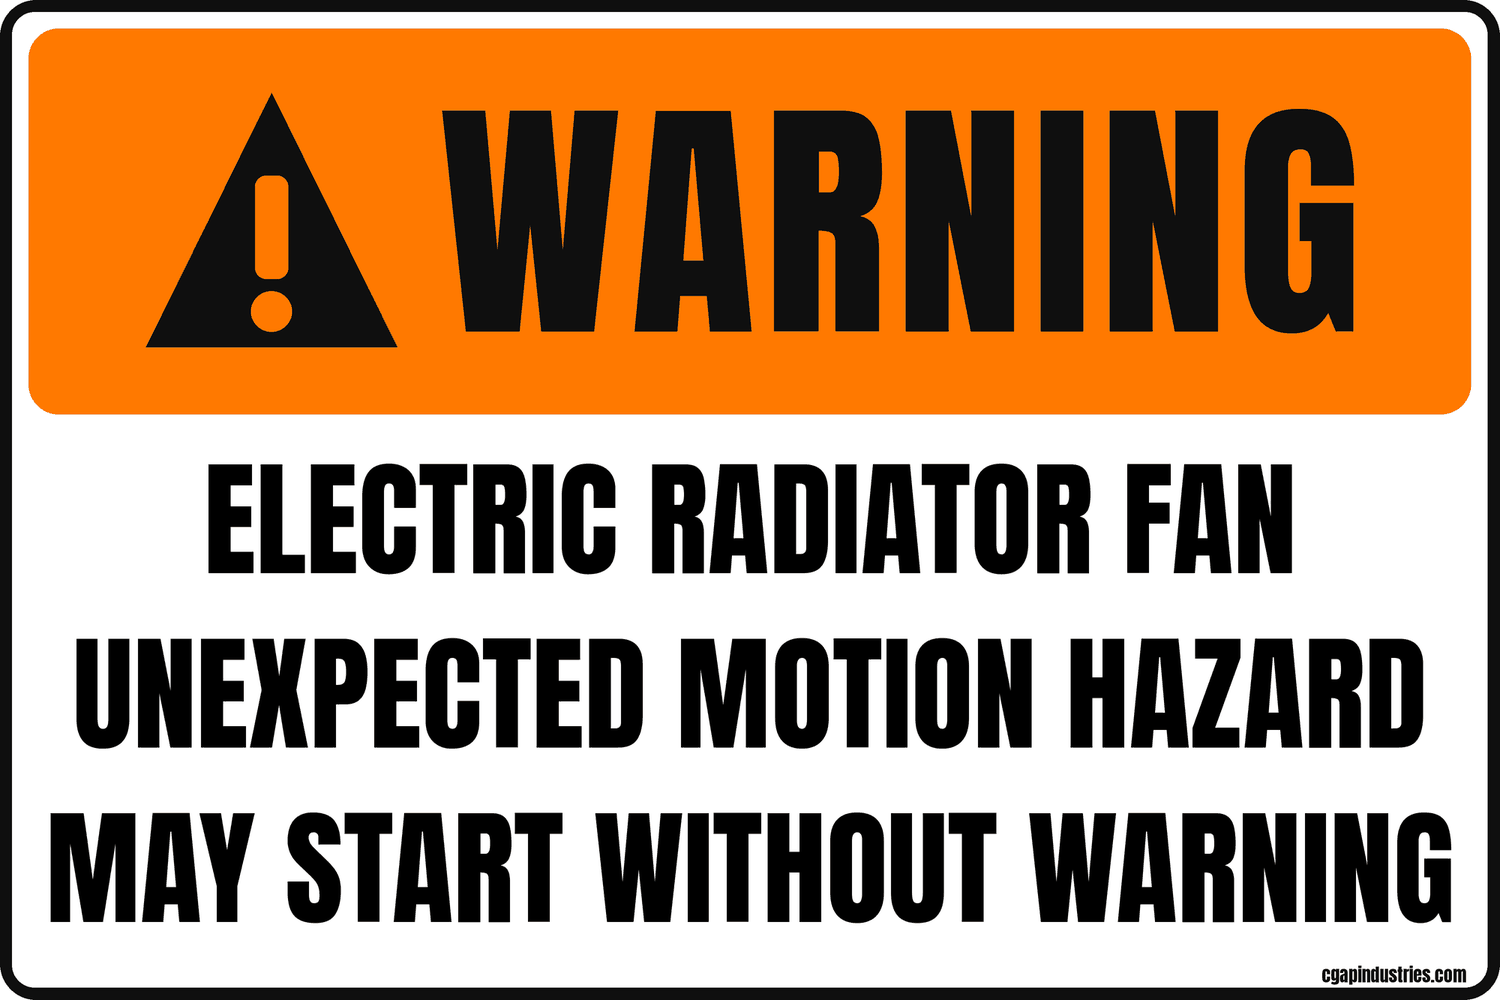 WARNING
ELECTRIC RADIATOR FAN
UNEXPECTED MOTION HAZARD
MAY START WITHOUT WARNING
cgapindustries.com